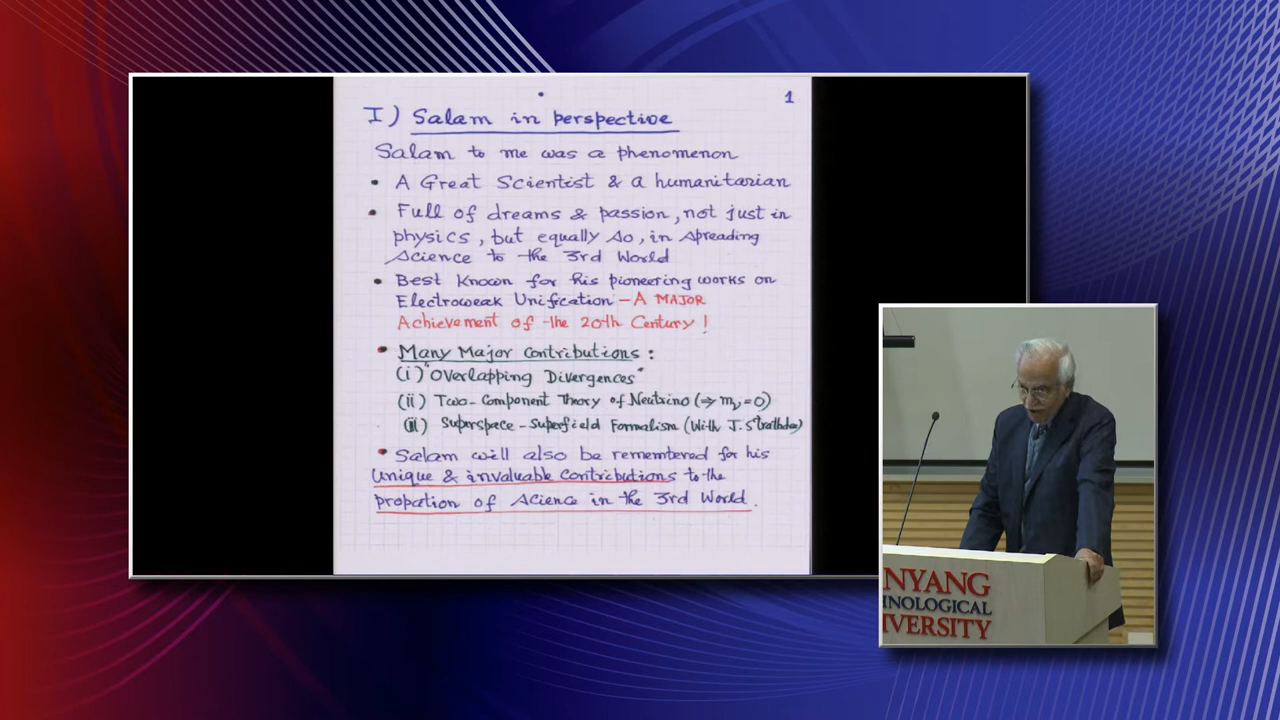 1
I) Salam in perspective
Salam to me was a phenomenon
• A Great Scientist & a humanitarian
• Full of dreams & passion, not just in
physics, but equally so, in spreading
science to the 3rd World
• Best Known for his pioneering works on
Electroweak Unification – A MAJOR
Achievement of the 20th Century!
• Many Major Contributions:
(i) "Overlapping Divergences"
(ii) Two-Component Theory of Neutrino (⇒ mν=0)
(iii) Superspace-Superfield Formalism (With J. Strathdee)
• Salam will also be rememtered for his
Unique & invaluable contributions to the
propation of science in the 3rd World.
NYANG
HNOLOGICAL
IVERSITY